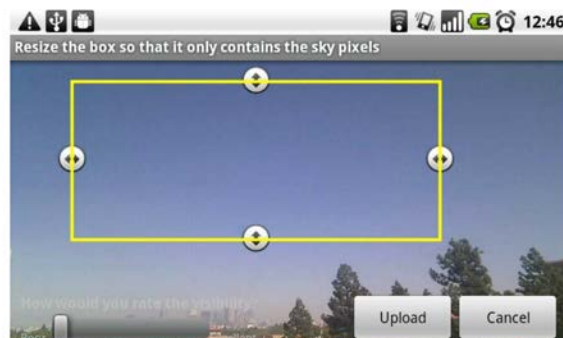 12:46
Resize the box so that it only contains the sky pixels
How would you rate the visibility?
Upload
Cancel